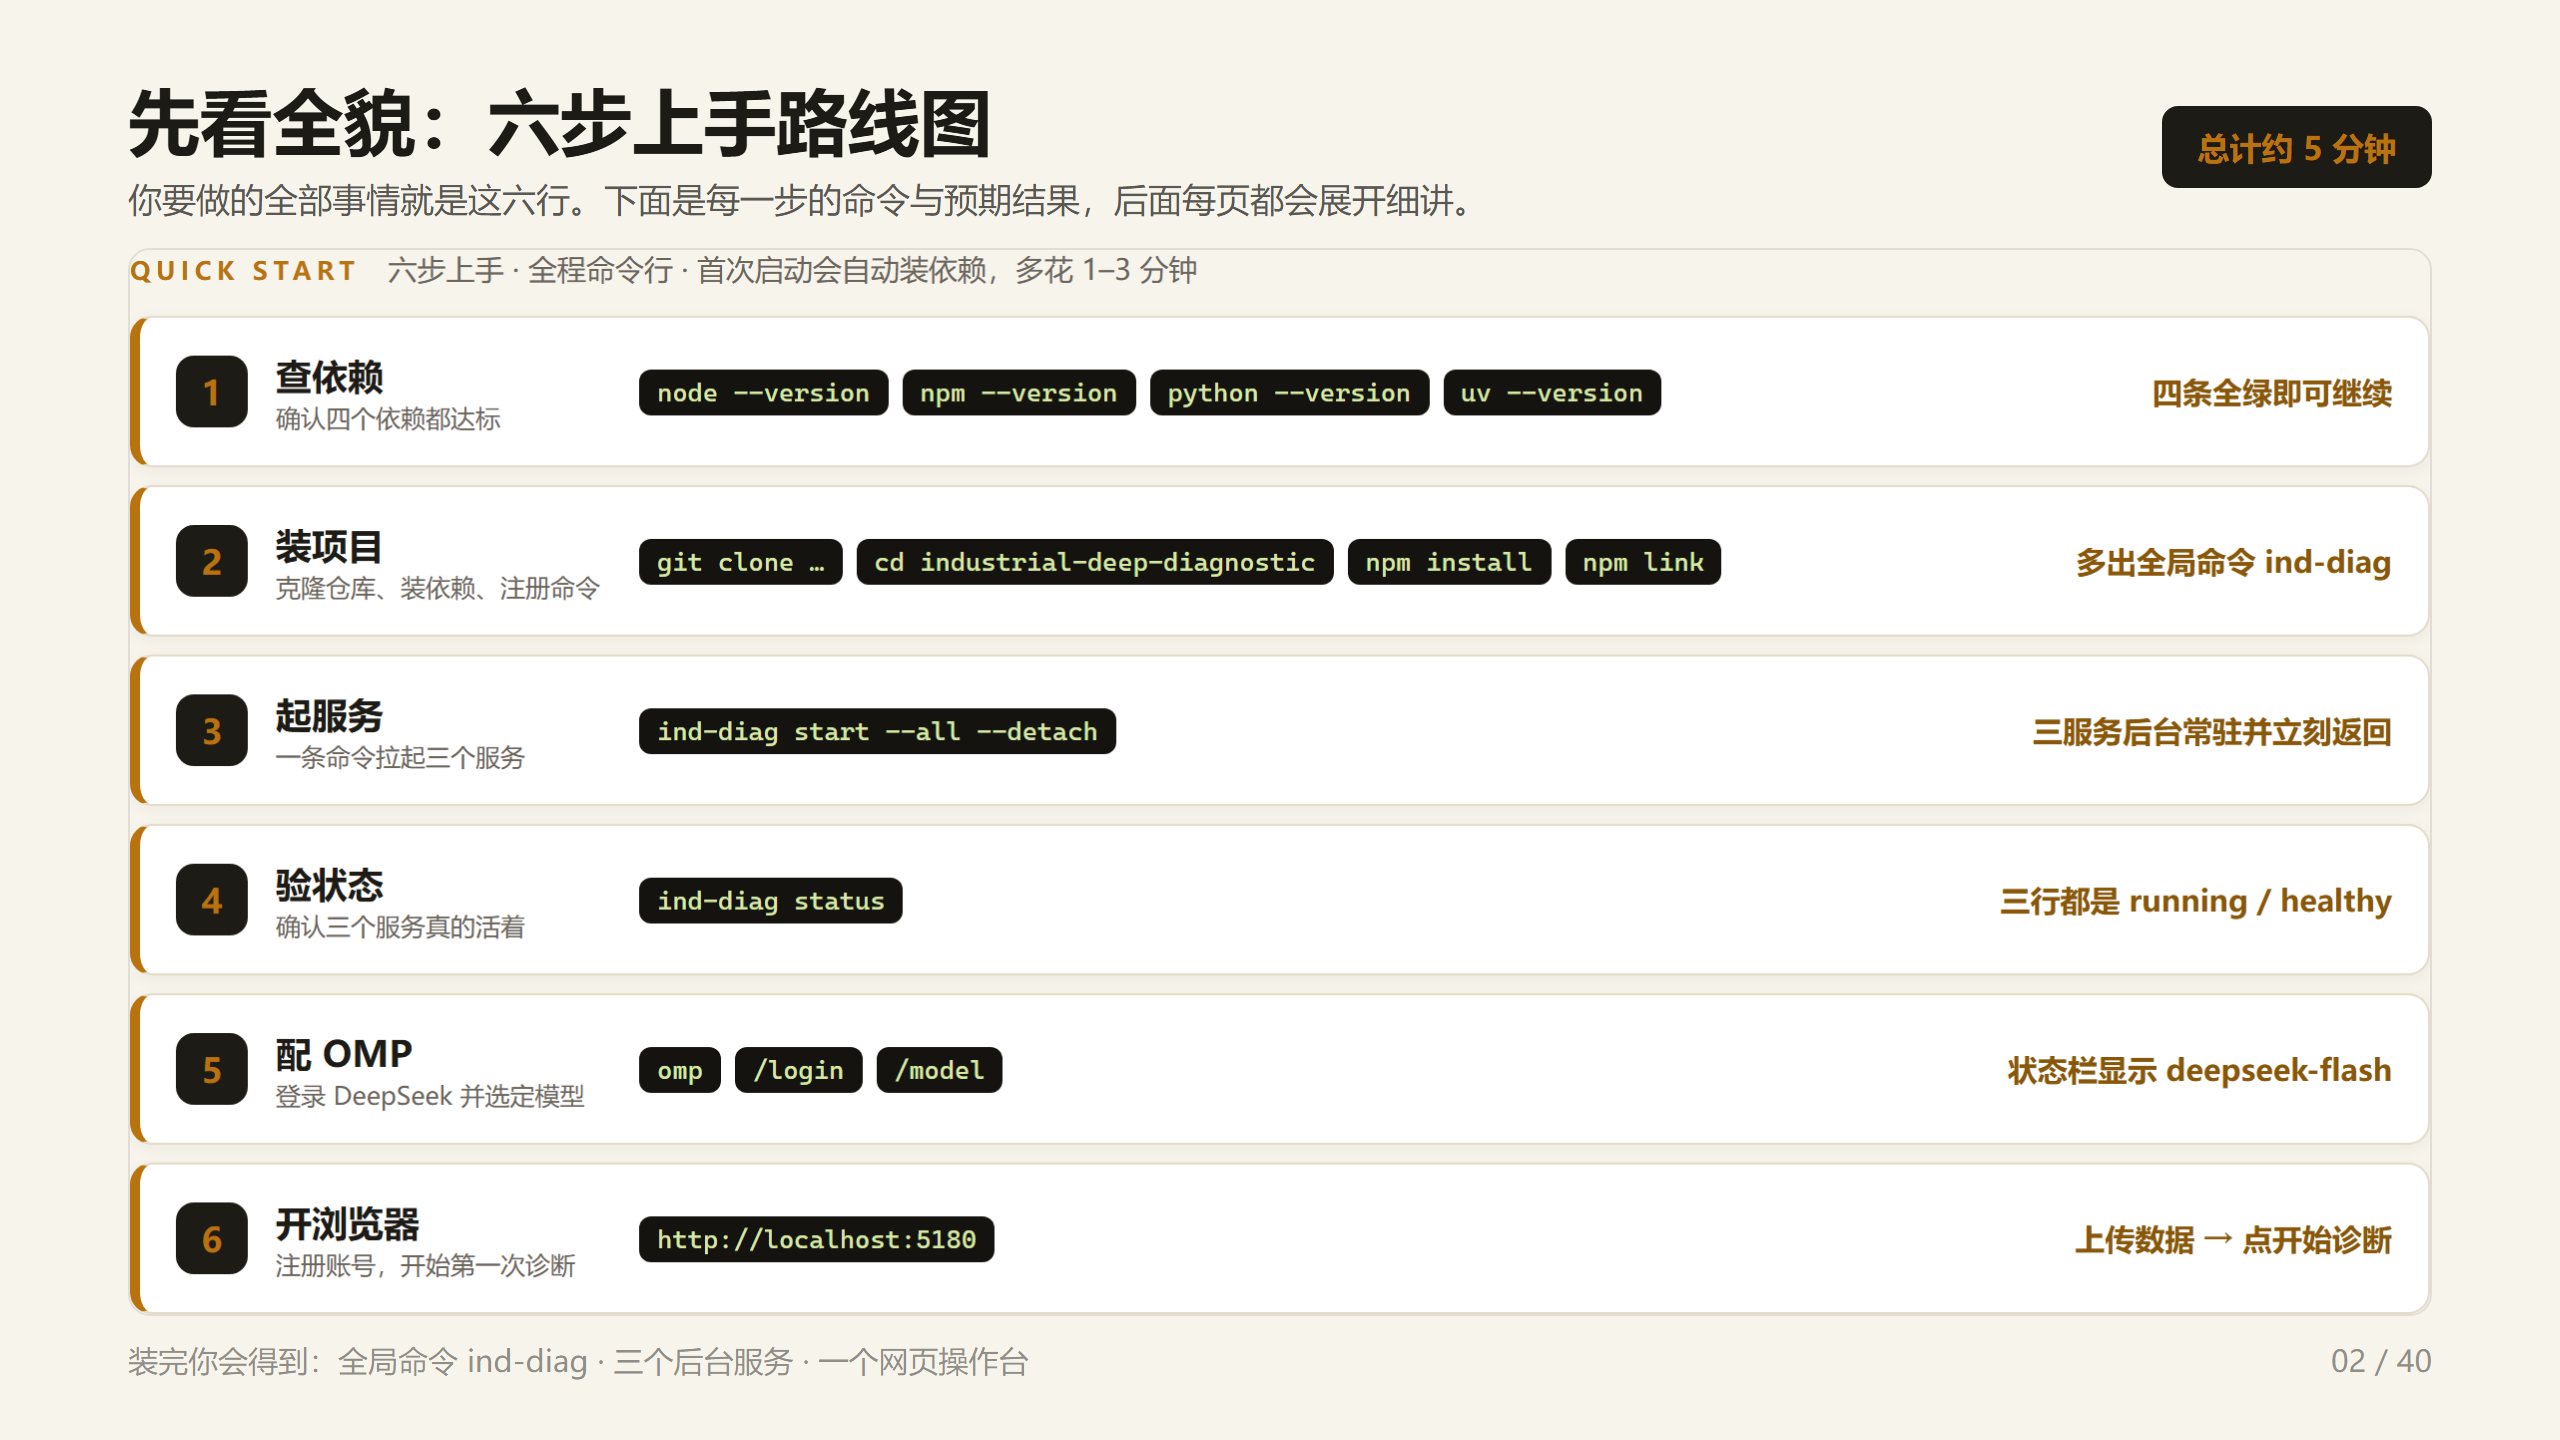 先看全貌：六步上手路线图
总计约 5 分钟
你要做的全部事情就是这六行。下面是每一步的命令与预期结果，后面每页都会展开细讲。
QUICK START 六步上手 · 全程命令行 · 首次启动会自动装依赖，多花 1–3 分钟
1 查依赖
确认四个依赖都达标
node --version npm --version python --version uv --version
四条全绿即可继续
2 装项目
克隆仓库、装依赖、注册命令
git clone … cd industrial-deep-diagnostic npm install npm link
多出全局命令 ind-diag
3 起服务
一条命令拉起三个服务
ind-diag start --all --detach
三服务后台常驻并立刻返回
4 验状态
确认三个服务真的活着
ind-diag status
三行都是 running / healthy
5 配 OMP
登录 DeepSeek 并选定模型
omp /login /model
状态栏显示 deepseek-flash
6 开浏览器
注册账号，开始第一次诊断
http://localhost:5180
上传数据 → 点开始诊断
装完你会得到：全局命令 ind-diag · 三个后台服务 · 一个网页操作台
02 / 40